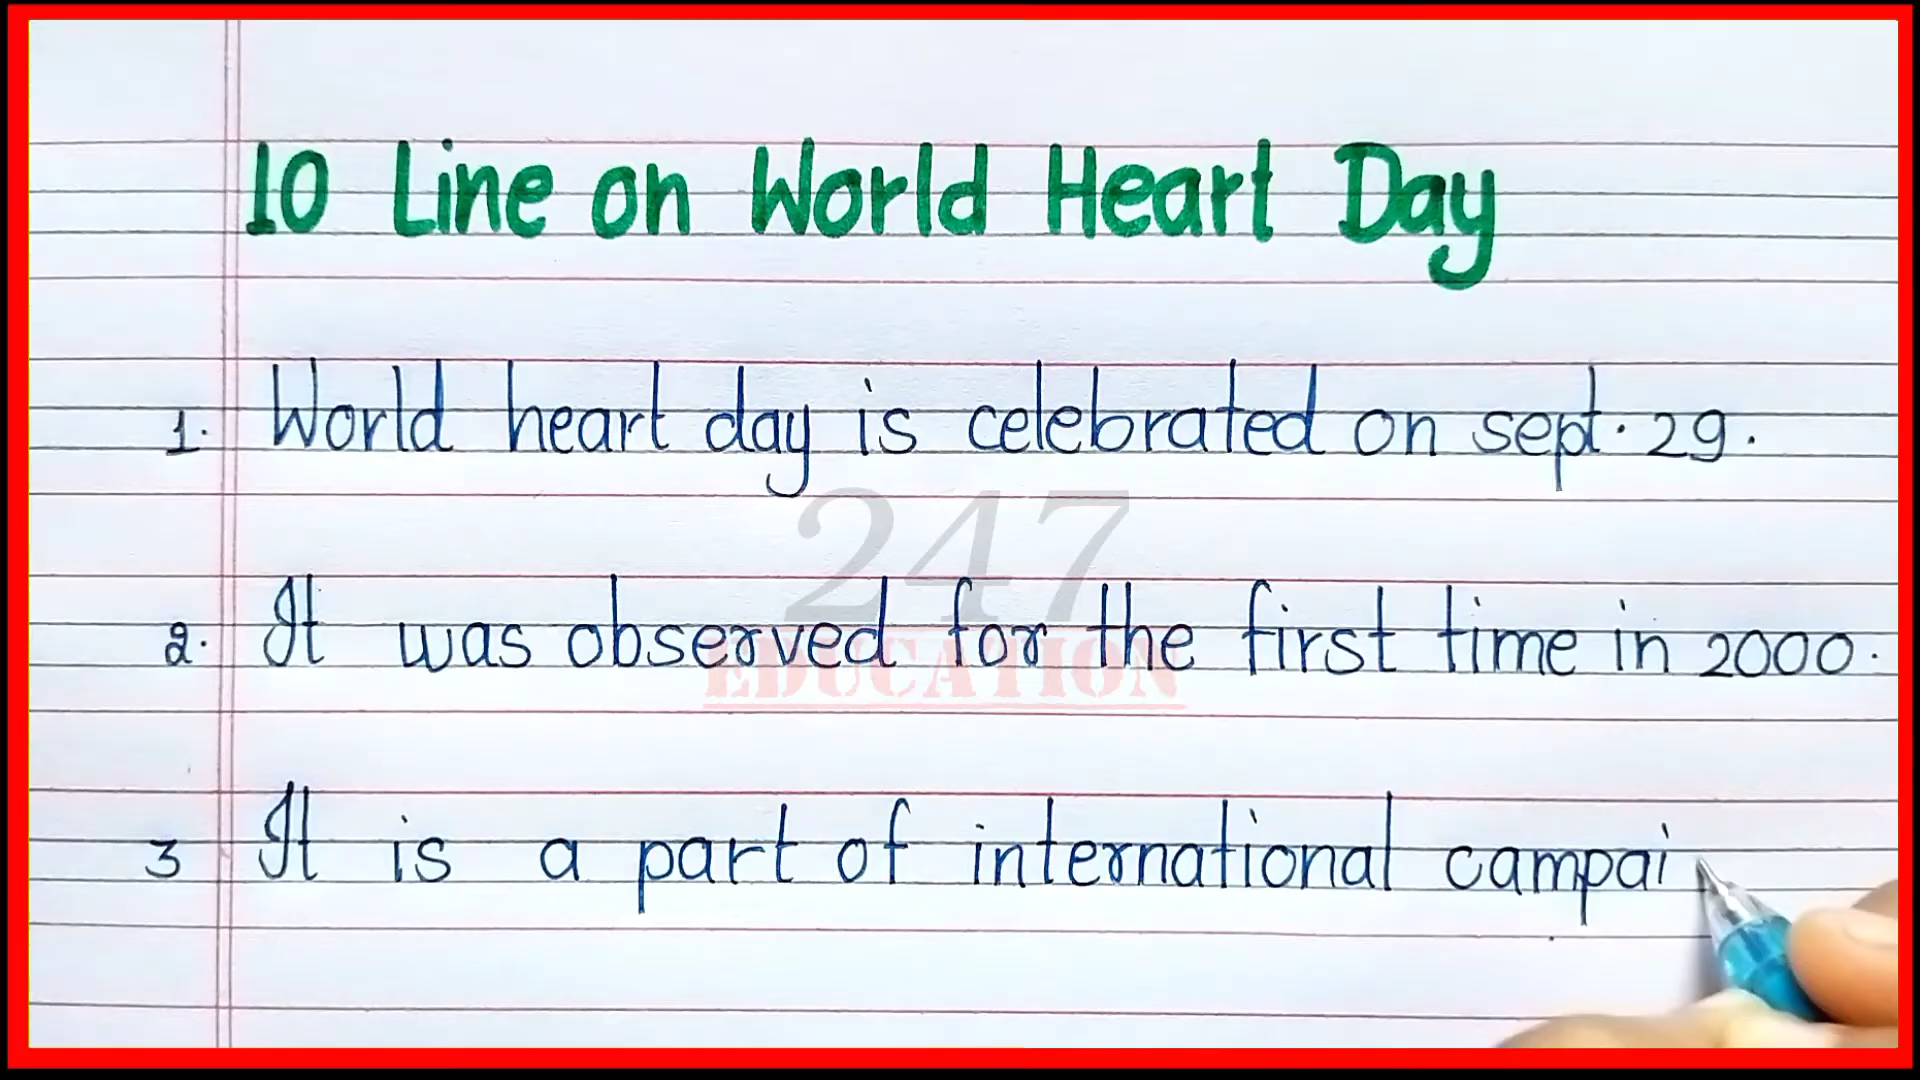 10 Line on World Heart Day
1. World heart day is celebrated on sept. 29.
247
2. It was observed for the first time in 2000.
EDUCATION
3 It is a part of international campai